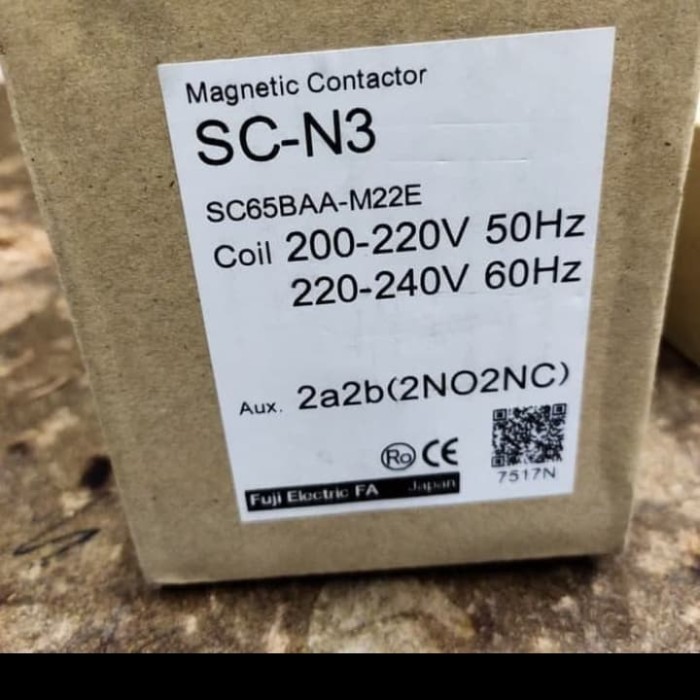 Magnetic Contactor
SC-N3
SC65BAA-M22E
Coil 200-220V 50Hz
220-240V 60Hz
Aux. 2a2b(2NO2NC)
Ro CE
7517N
Fuji Electric FA Japan